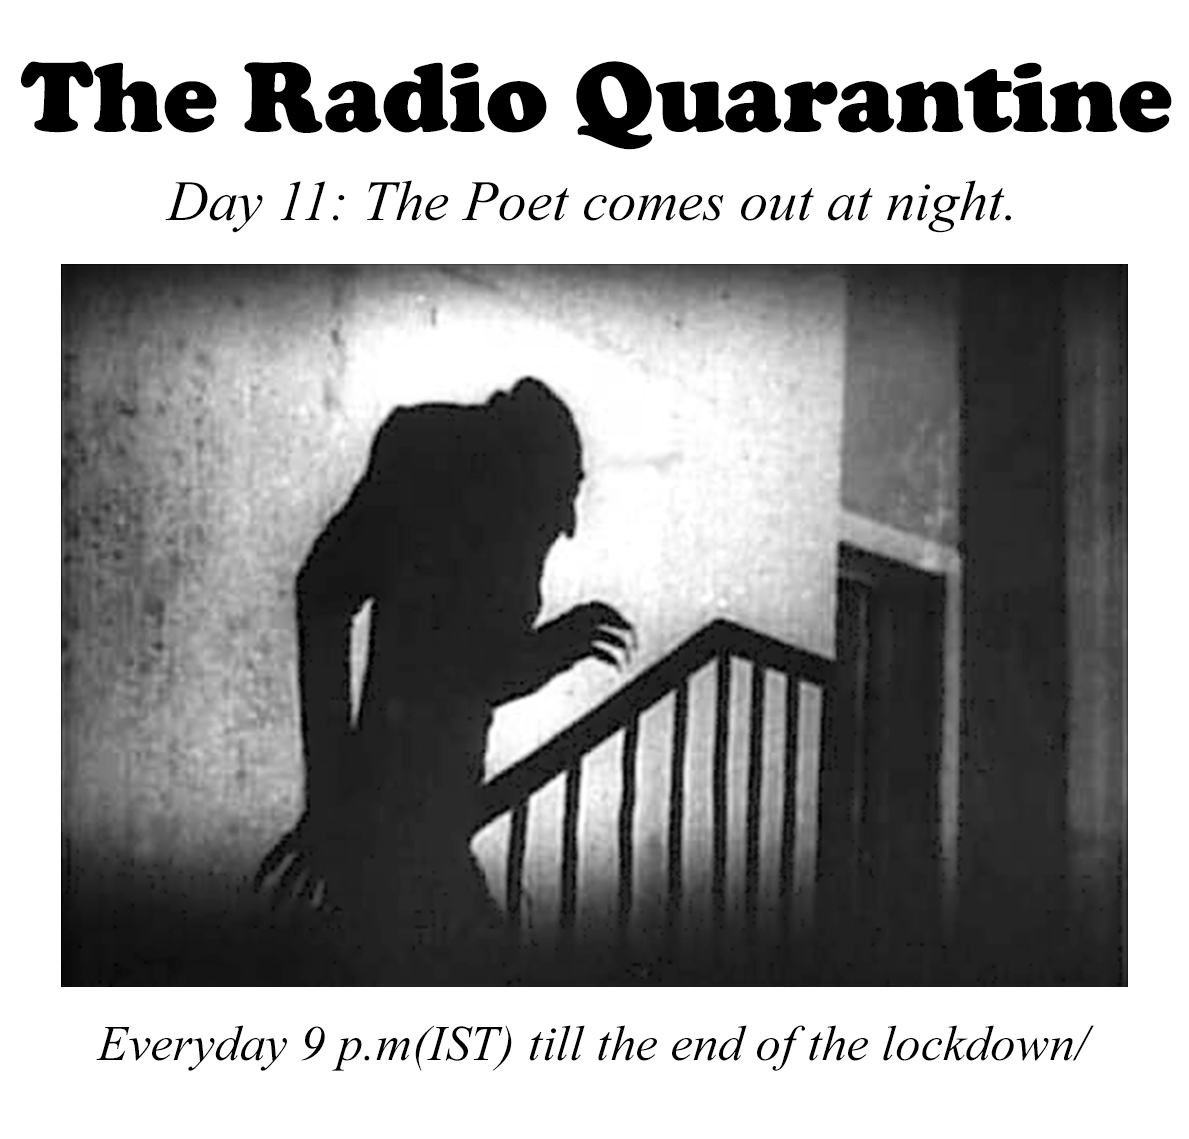 The Radio Quarantine
Day 11: The Poet comes out at night.
Everyday 9 p.m(IST) till the end of the lockdown/